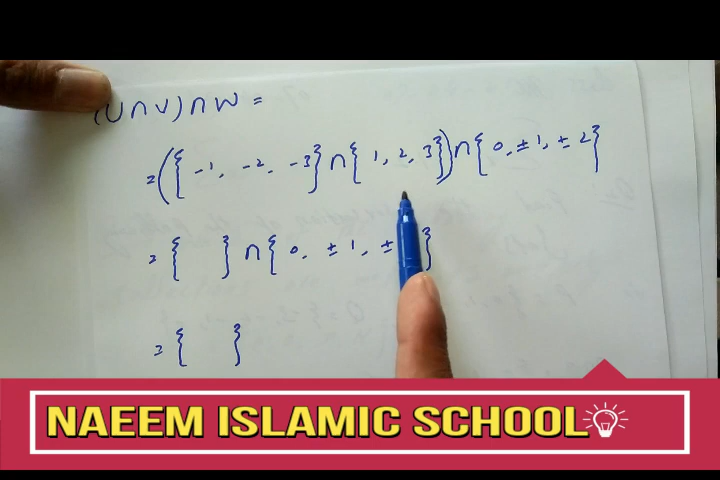 (U∩V)∩W =
=({-1, -2, -3}∩{1, 2, 3})∩{0, ±1, ±2}
={ }∩{0, ±1, ± }
={ }
NAEEM ISLAMIC SCHOOL